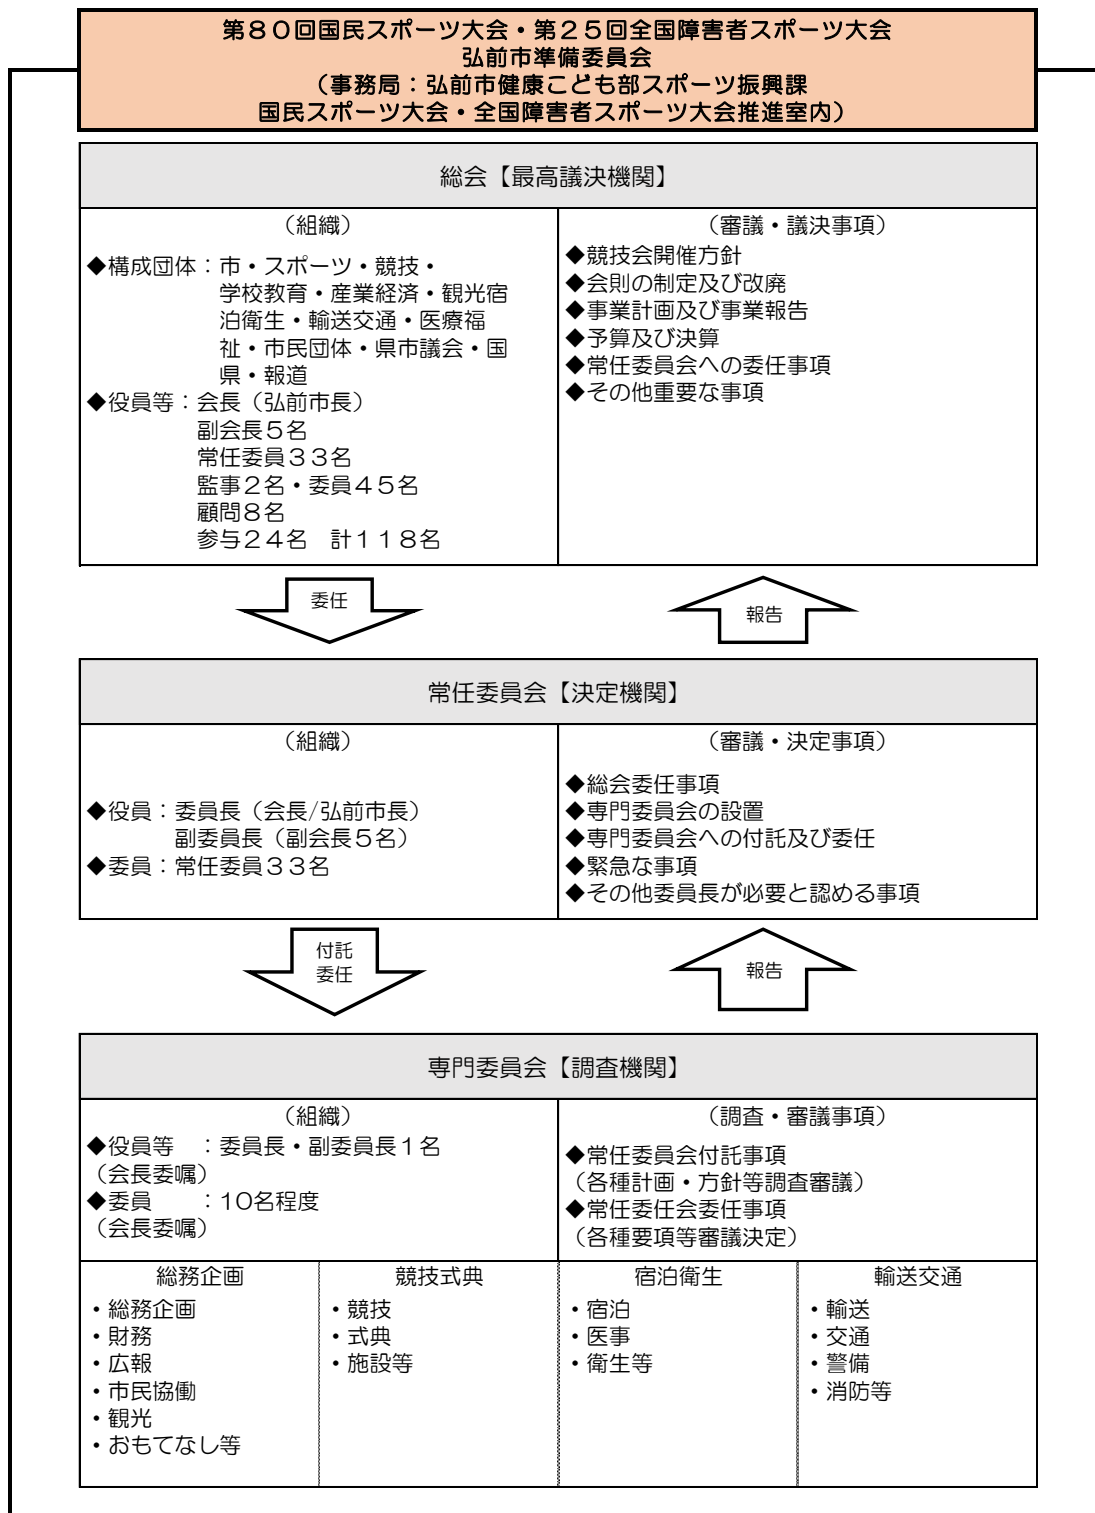 第８０回国民スポーツ大会・第２５回全国障害者スポーツ大会
弘前市準備委員会
（事務局：弘前市健康こども部スポーツ振興課
国民スポーツ大会・全国障害者スポーツ大会推進室内）
総会【最高議決機関】
（組織）
◆構成団体：市・スポーツ・競技・
学校教育・産業経済・観光宿
泊衛生・輸送交通・医療福
祉・市民団体・県市議会・国
県・報道
◆役員等：会長（弘前市長）
副会長５名
常任委員３３名
監事２名・委員４５名
顧問８名
参与２４名　計１１８名
（審議・議決事項）
◆競技会開催方針
◆会則の制定及び改廃
◆事業計画及び事業報告
◆予算及び決算
◆常任委員会への委任事項
◆その他重要な事項
委任
報告
常任委員会【決定機関】
（組織）
◆役員：委員長（会長/弘前市長）
副委員長（副会長５名）
◆委員：常任委員３３名
（審議・決定事項）
◆総会委任事項
◆専門委員会の設置
◆専門委員会への付託及び委任
◆緊急な事項
◆その他委員長が必要と認める事項
付託
委任
報告
専門委員会【調査機関】
（組織）
◆役員等　：委員長・副委員長１名
（会長委嘱）
◆委員　　：１０名程度
（会長委嘱）
（調査・審議事項）
◆常任委員会付託事項
（各種計画・方針等調査審議）
◆常任委任会委任事項
（各種要項等審議決定）
総務企画
・総務企画
・財務
・広報
・市民協働
・観光
・おもてなし等
競技式典
・競技
・式典
・施設等
宿泊衛生
・宿泊
・医事
・衛生等
輸送交通
・輸送
・交通
・警備
・消防等